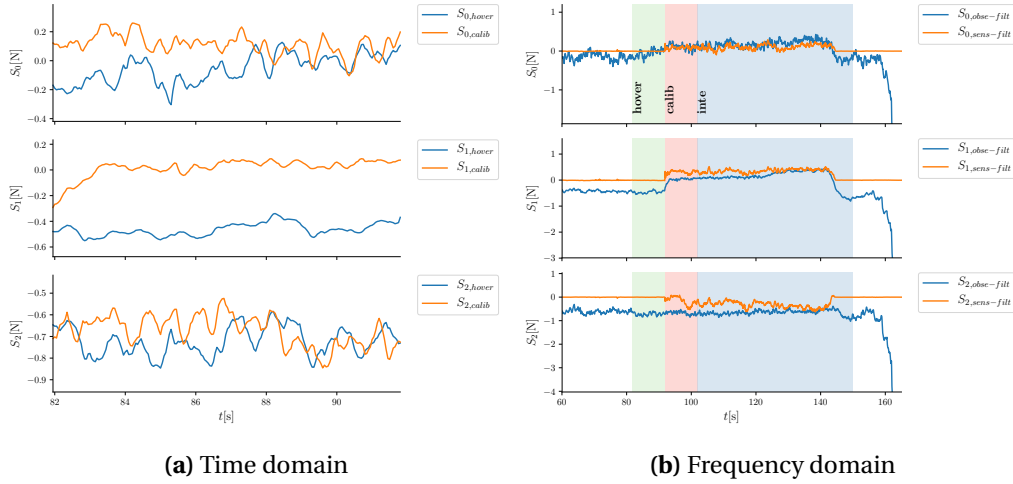 S_0[N]
0.2
0.0
−0.2
−0.4
S_{0,hover}
S_{0,calib}
S_1[N]
0.2
0.0
−0.2
−0.4
−0.6
S_{1,hover}
S_{1,calib}
S_2[N]
−0.5
−0.6
−0.7
−0.8
−0.9
S_{2,hover}
S_{2,calib}
82 84 86 88 90
t[s]
(a) Time domain
S_0[N]
1
0
−1
hover calib inte
S_{0,obse−filt}
S_{0,sens−filt}
S_1[N]
1
0
−1
−2
−3
S_{1,obse−filt}
S_{1,sens−filt}
S_2[N]
1
0
−1
−2
−3
−4
S_{2,obse−filt}
S_{2,sens−filt}
60 80 100 120 140 160
t[s]
(b) Frequency domain